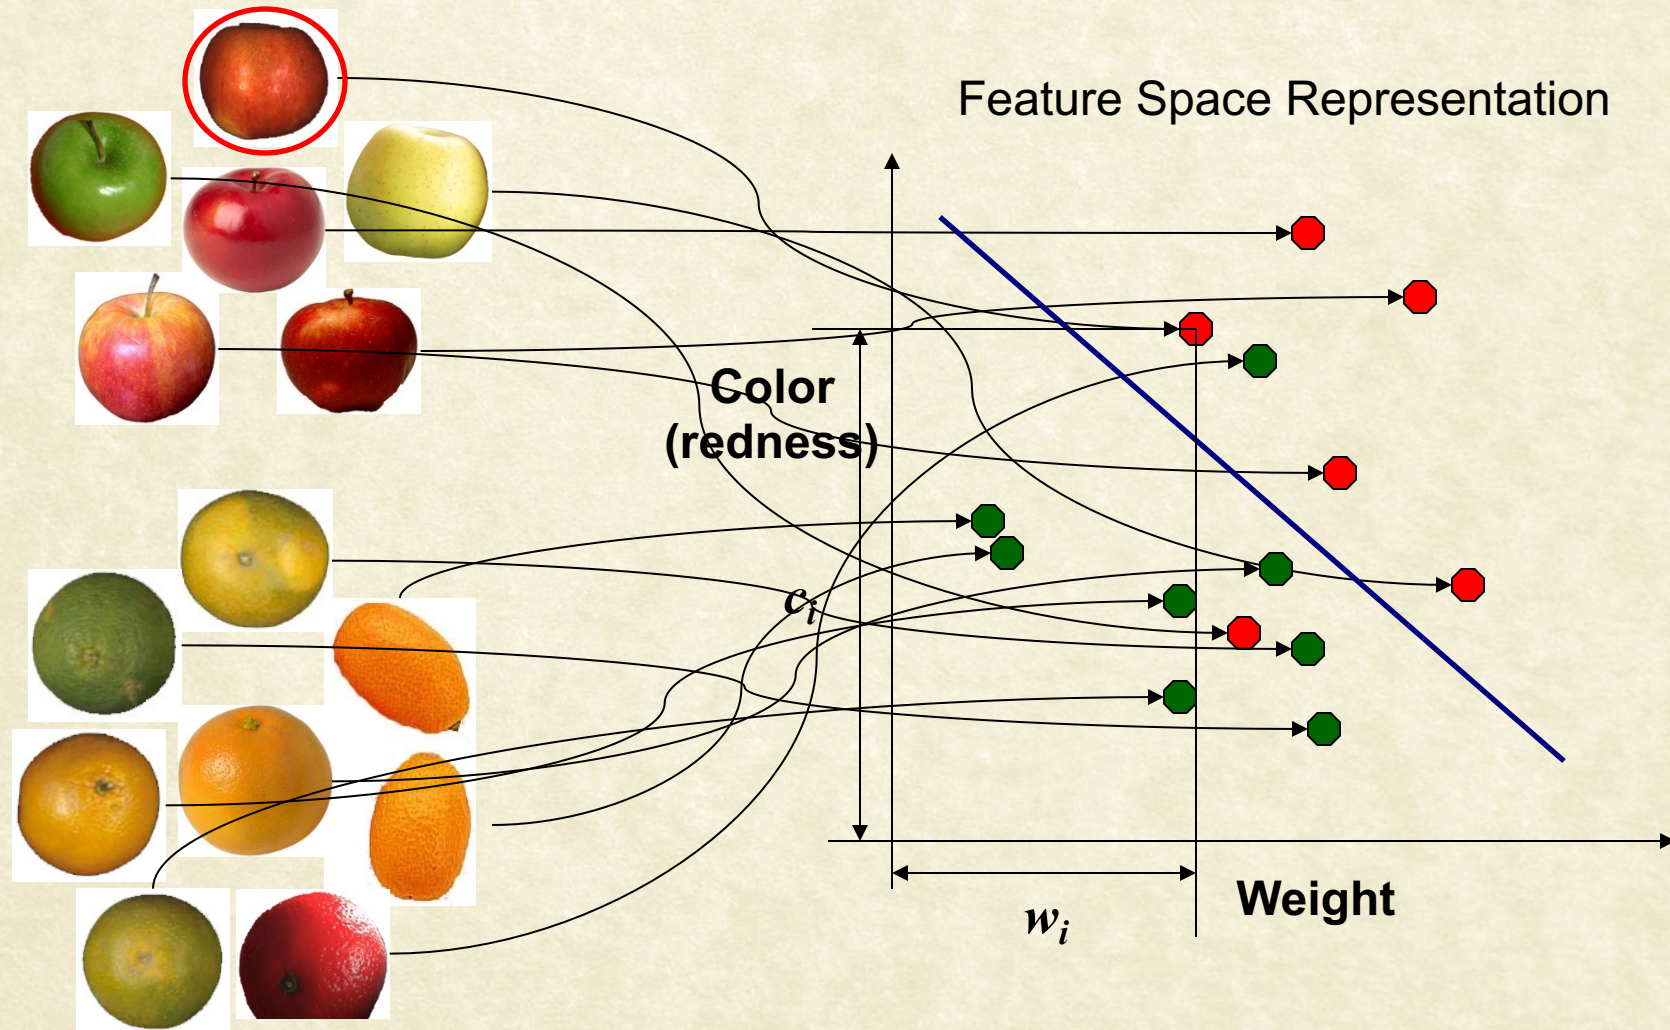 Feature Space Representation
Color
(redness)
c_i
w_i
Weight